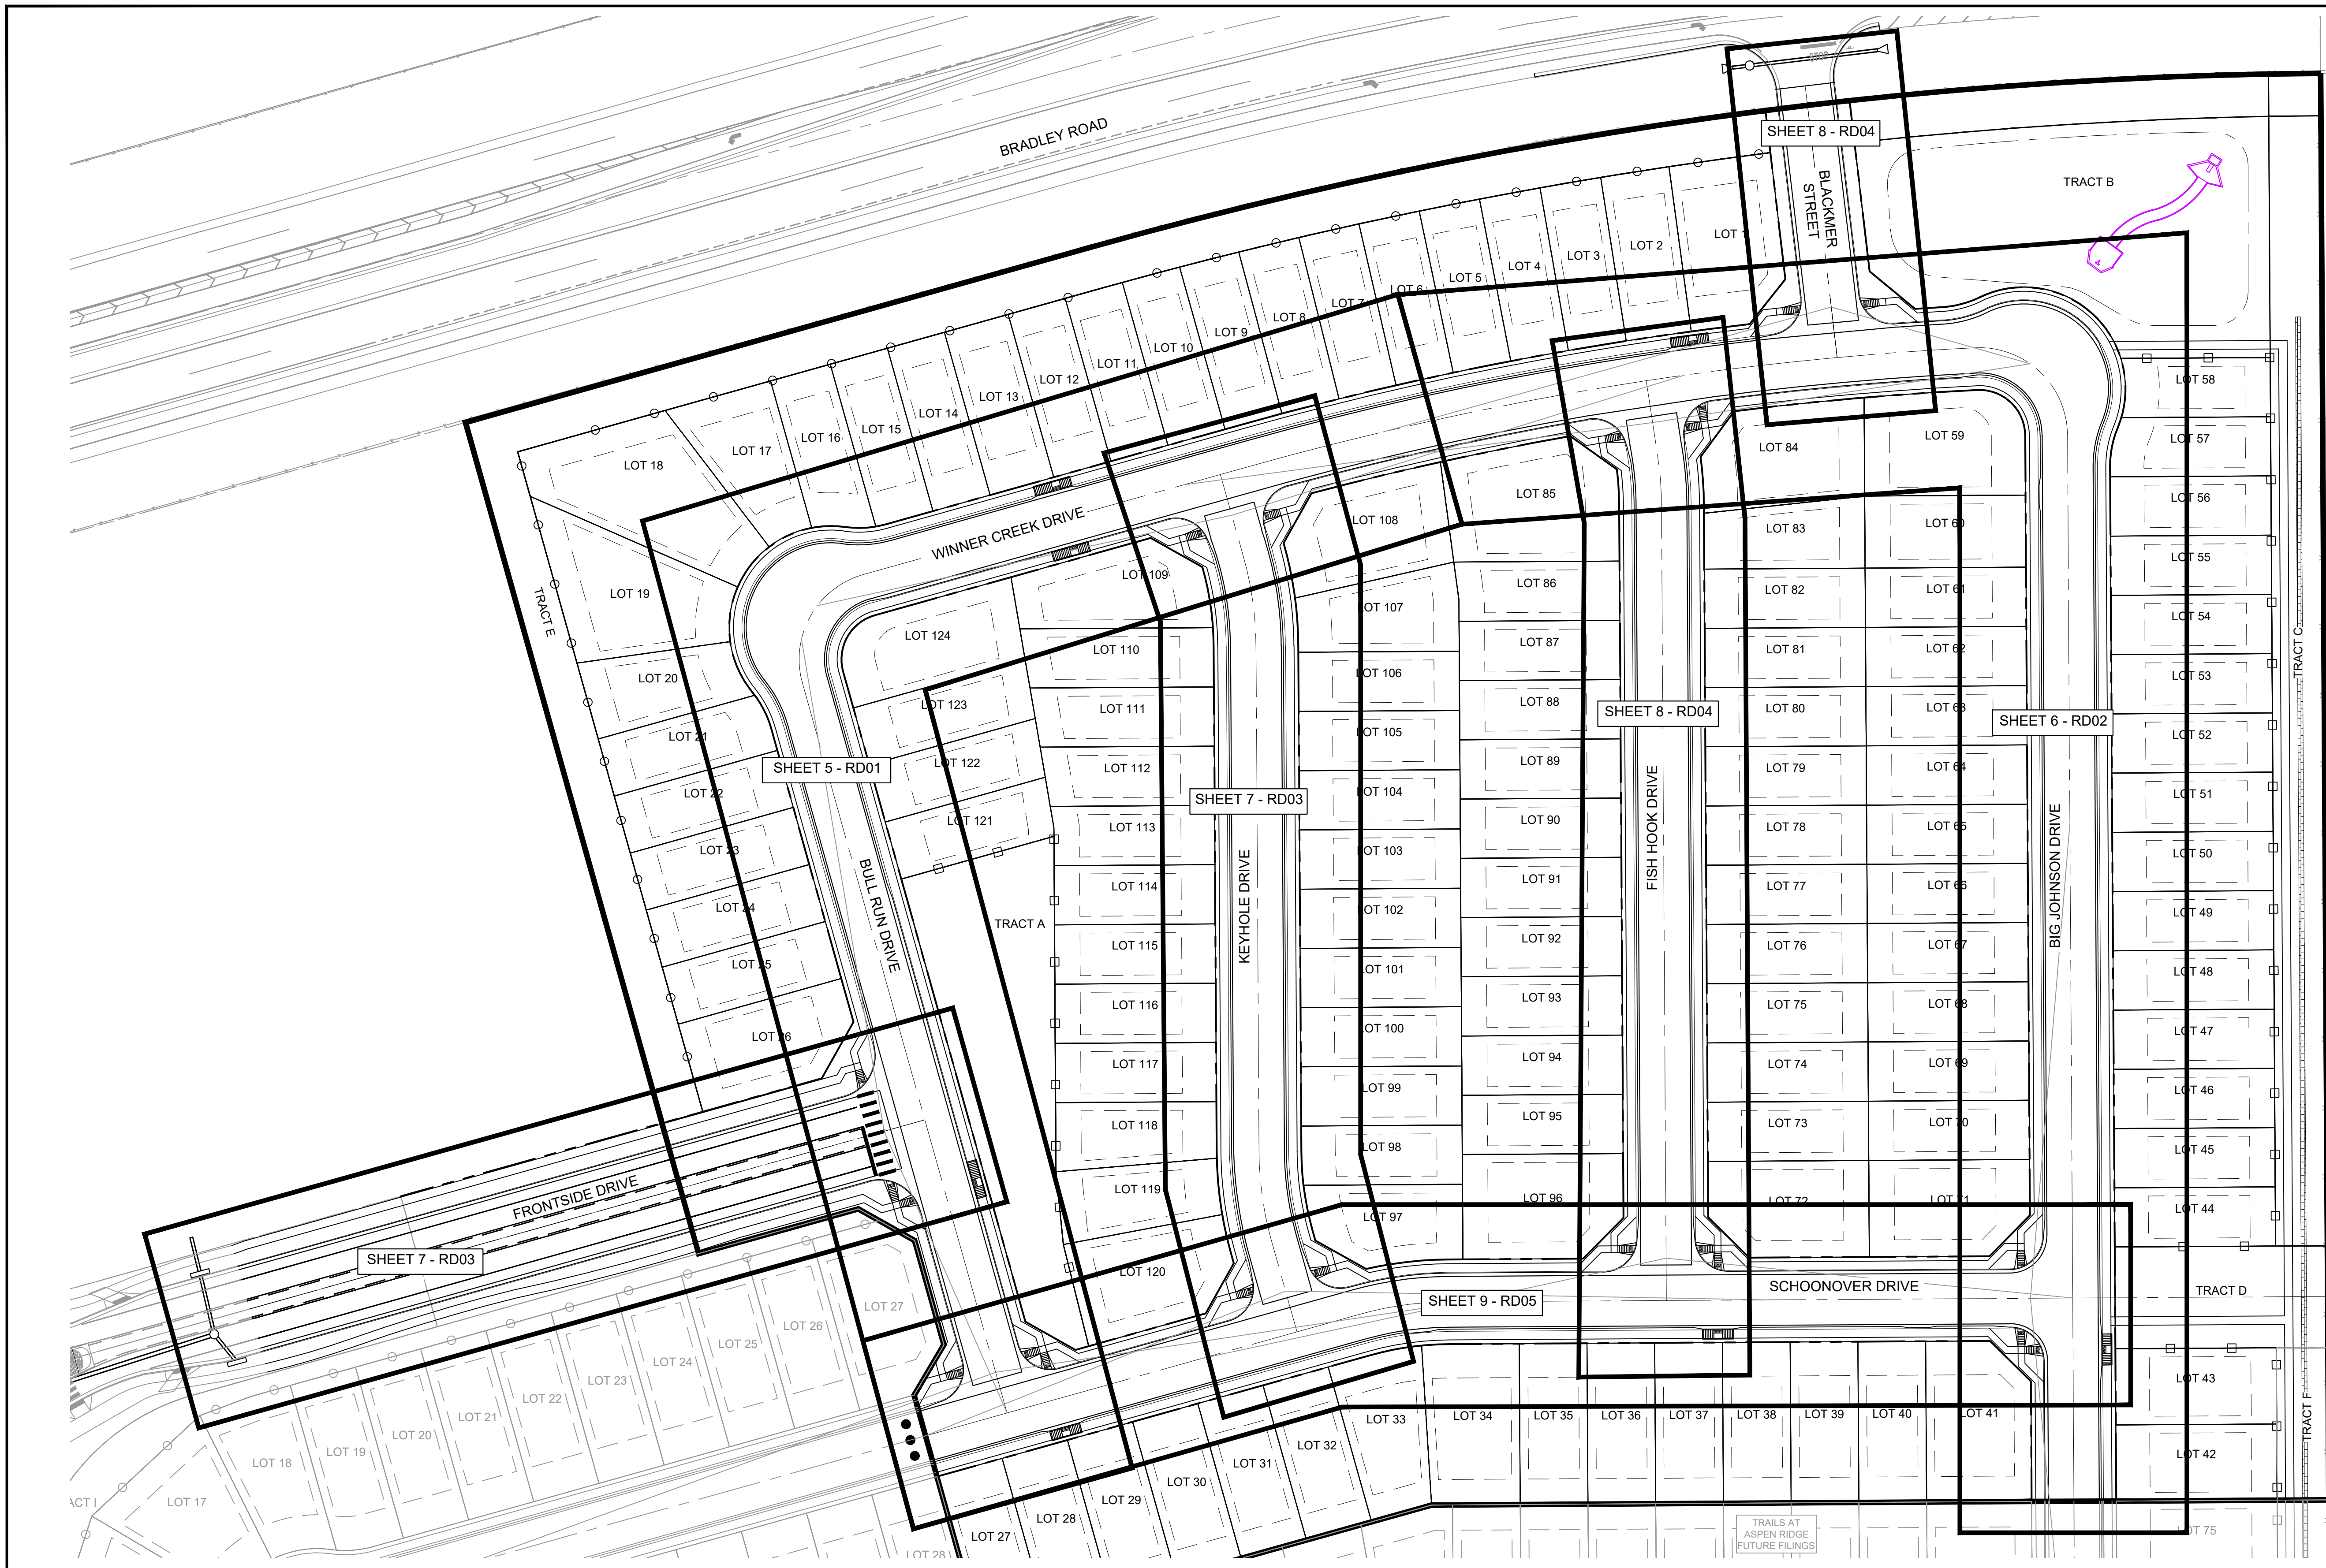 BRADLEY ROAD
SHEET 8 - RD04
BLACKMER
STREET
TRACT B
LOT 1
LOT 2
LOT 3
LOT 4
LOT 5
LOT 6
LOT 7
LOT 8
LOT 9
LOT 10
LOT 11
LOT 12
LOT 13
LOT 14
LOT 15
LOT 16
LOT 17
LOT 18
LOT 19
TRACT E
LOT 20
LOT 21
LOT 22
LOT 23
LOT 24
LOT 25
LOT 26
WINNER CREEK DRIVE
LOT 124
LOT 123
LOT 122
LOT 121
SHEET 5 - RD01
BULL RUN DRIVE
TRACT A
LOT 109
LOT 110
LOT 111
LOT 112
LOT 113
LOT 114
LOT 115
LOT 116
LOT 117
LOT 118
LOT 119
LOT 120
SHEET 7 - RD03
KEYHOLE DRIVE
LOT 108
LOT 107
LOT 106
LOT 105
LOT 104
LOT 103
LOT 102
LOT 101
LOT 100
LOT 99
LOT 98
LOT 97
LOT 85
LOT 86
LOT 87
LOT 88
LOT 89
LOT 90
LOT 91
LOT 92
LOT 93
LOT 94
LOT 95
LOT 96
SHEET 8 - RD04
FISH HOOK DRIVE
LOT 84
LOT 83
LOT 82
LOT 81
LOT 80
LOT 79
LOT 78
LOT 77
LOT 76
LOT 75
LOT 74
LOT 73
LOT 72
LOT 59
LOT 60
LOT 61
LOT 62
LOT 63
LOT 64
LOT 65
LOT 66
LOT 67
LOT 68
LOT 69
LOT 70
LOT 71
SHEET 6 - RD02
BIG JOHNSON DRIVE
LOT 58
LOT 57
LOT 56
LOT 55
LOT 54
LOT 53
LOT 52
LOT 51
LOT 50
LOT 49
LOT 48
LOT 47
LOT 46
LOT 45
LOT 44
TRACT C
TRACT D
LOT 43
LOT 42
TRACT F
LOT 75
FRONTSIDE DRIVE
SHEET 7 - RD03
SHEET 9 - RD05
SCHOONOVER DRIVE
LOT 27
LOT 26
LOT 25
LOT 24
LOT 23
LOT 22
LOT 21
LOT 20
LOT 19
LOT 18
LOT 17
ACT I
LOT 28
LOT 27
LOT 28
LOT 29
LOT 30
LOT 31
LOT 32
LOT 33
LOT 34
LOT 35
LOT 36
LOT 37
LOT 38
LOT 39
LOT 40
LOT 41
TRAILS AT
ASPEN RIDGE
FUTURE FILINGS